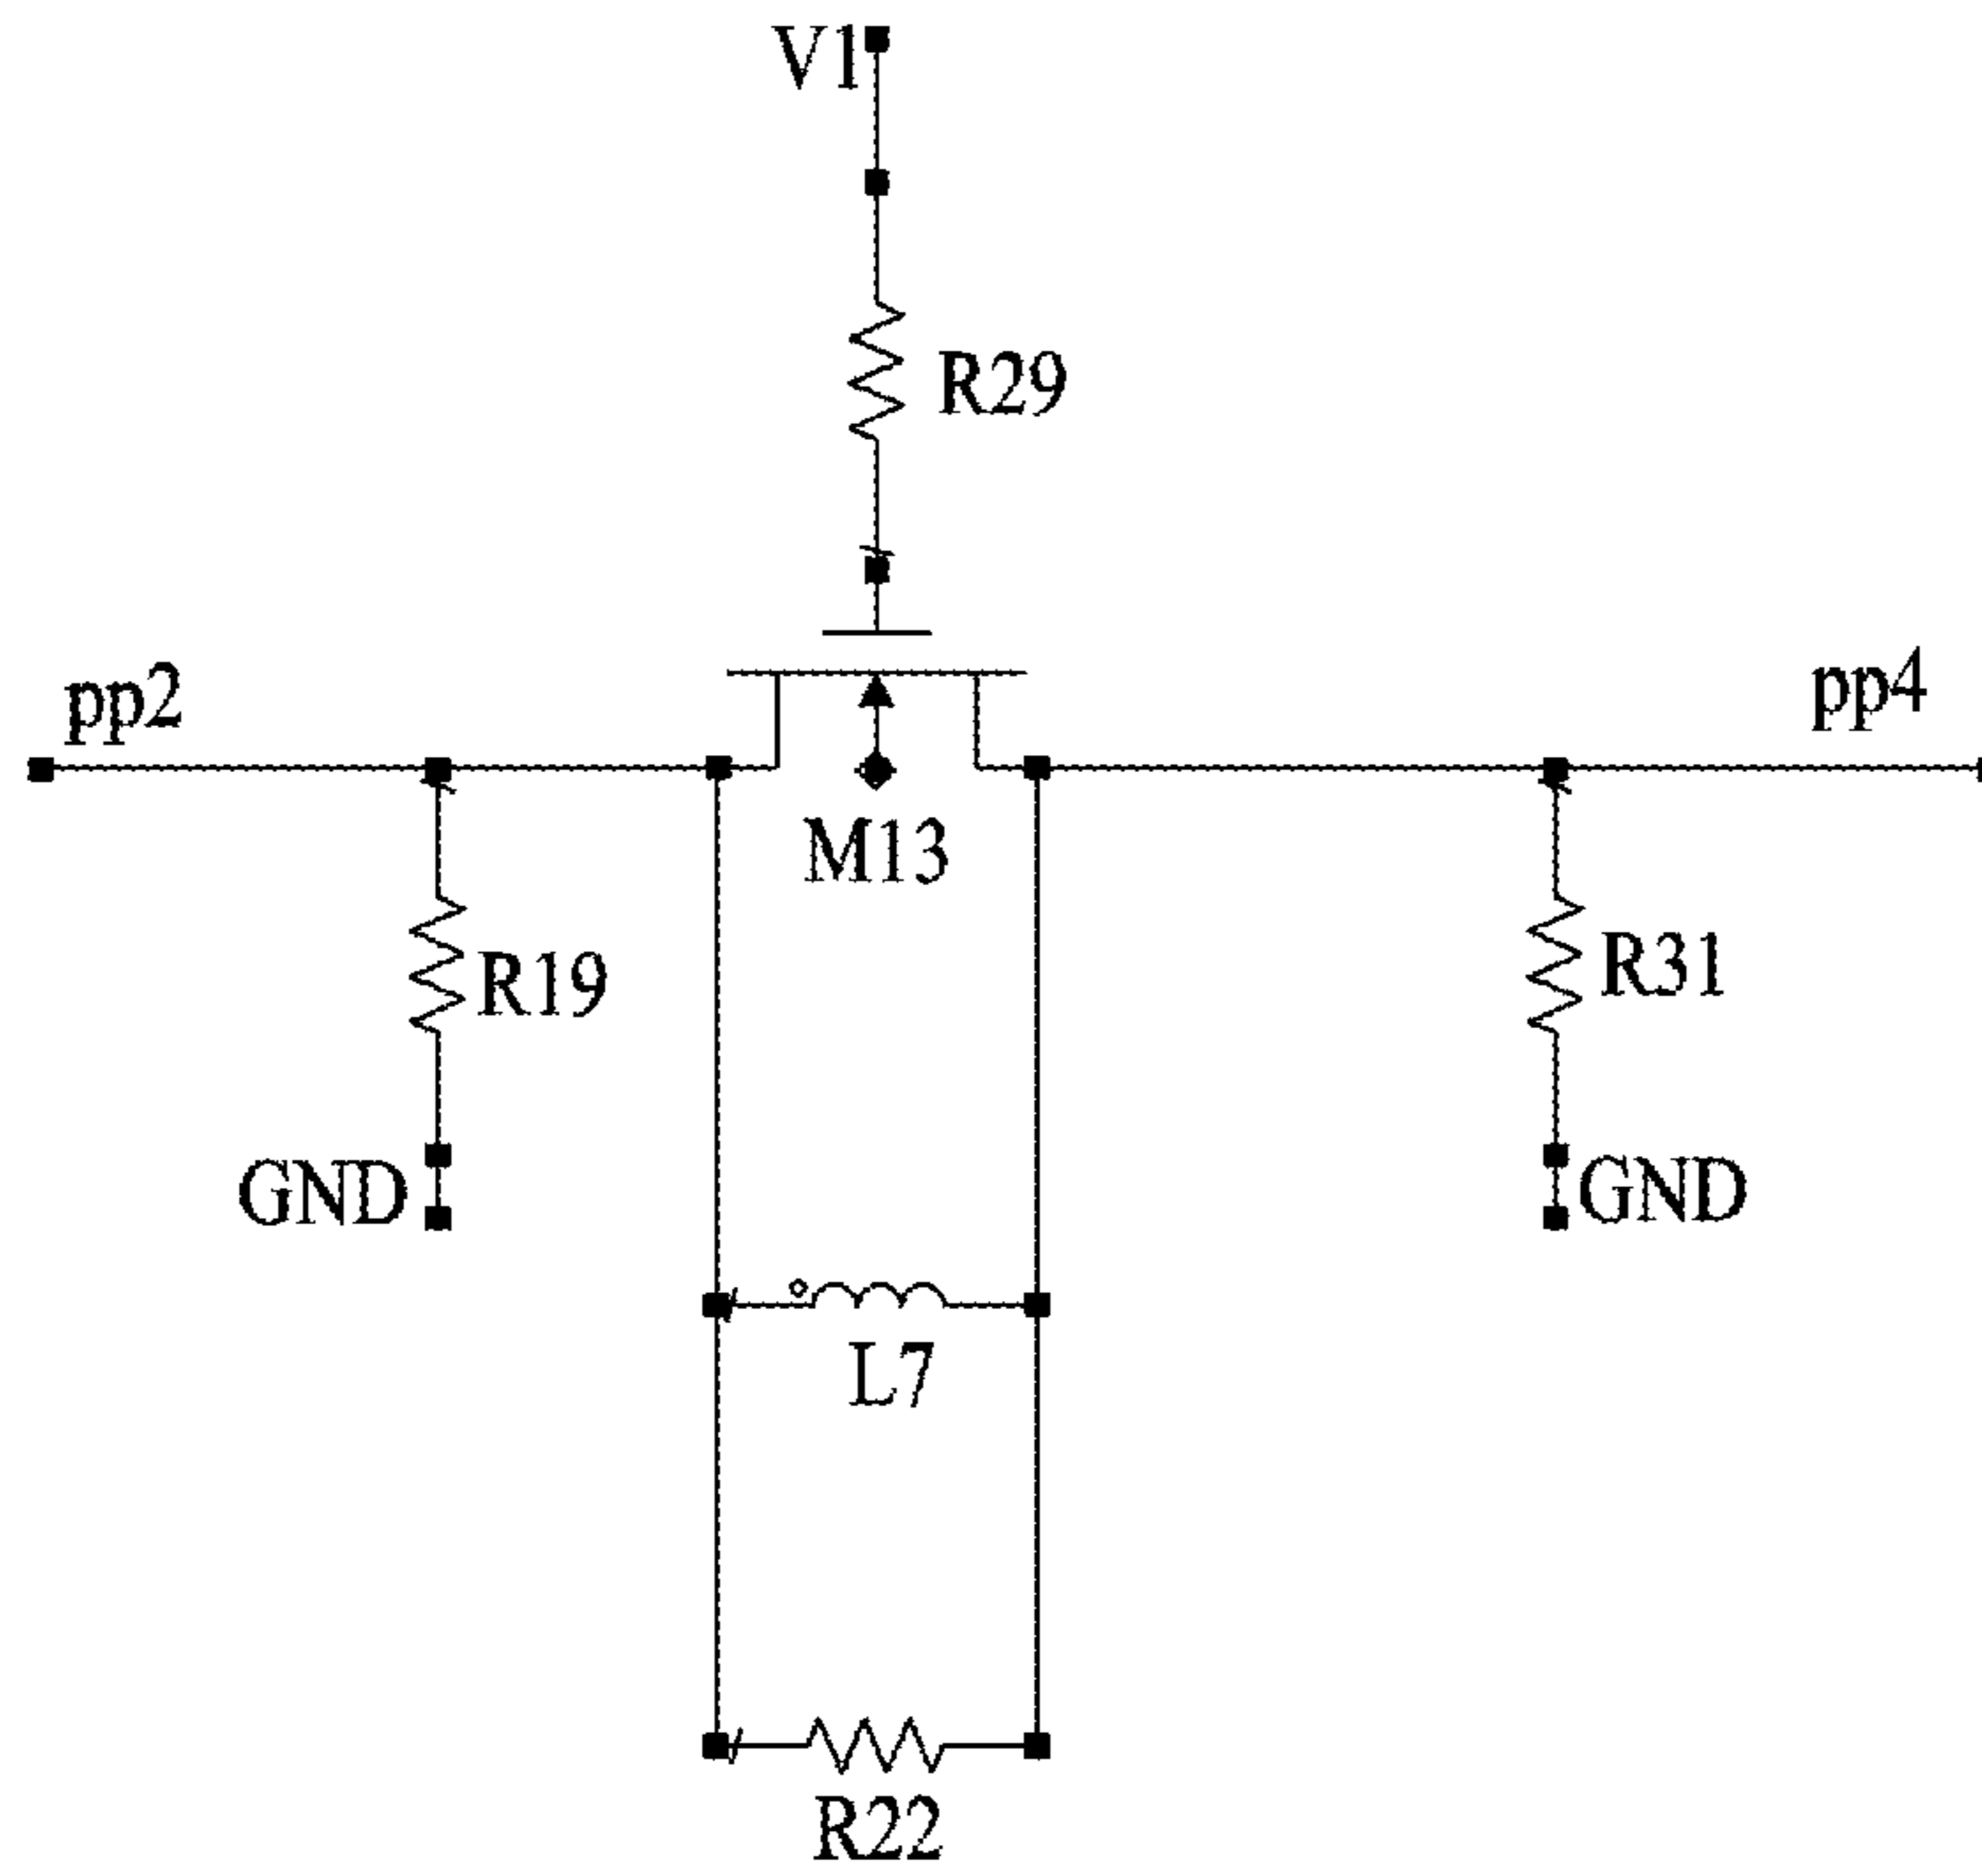 V1
R29
pp2
pp4
M13
R19
R31
GND
GND
L7
R22